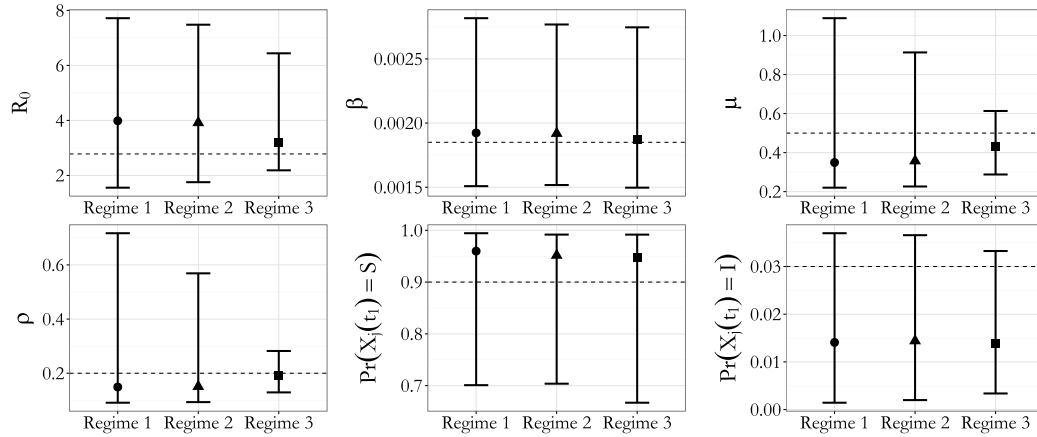 R₀
8
6
4
2
Regime 1 Regime 2 Regime 3
β
0.0025
0.0020
0.0015
Regime 1 Regime 2 Regime 3
μ
1.0
0.8
0.6
0.4
0.2
Regime 1 Regime 2 Regime 3
ρ
0.6
0.4
0.2
Regime 1 Regime 2 Regime 3
Pr(Xⱼ(t₁) = S)
1.0
0.9
0.8
0.7
Regime 1 Regime 2 Regime 3
Pr(Xⱼ(t₁) = I)
0.03
0.02
0.01
0.00
Regime 1 Regime 2 Regime 3